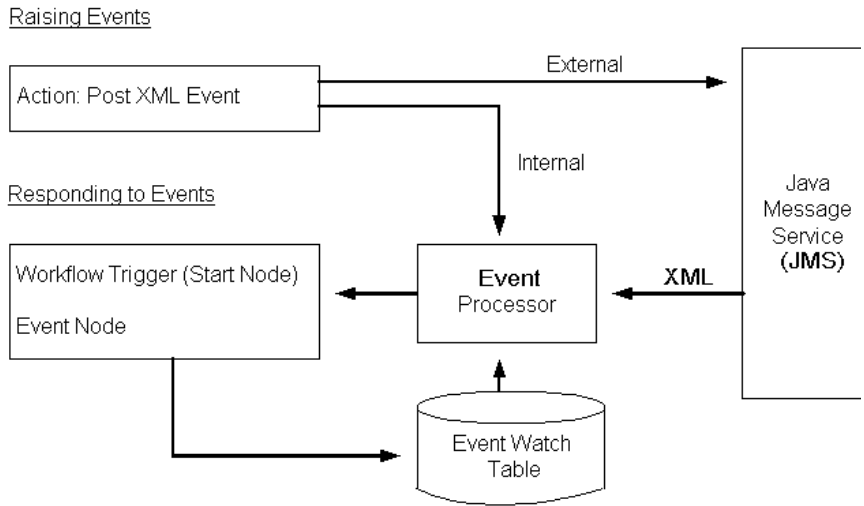 Raising Events
Action: Post XML Event
External
Internal
Java
Message
Service
(JMS)
Responding to Events
Workflow Trigger (Start Node)
Event Node
Event
Processor
XML
Event Watch
Table